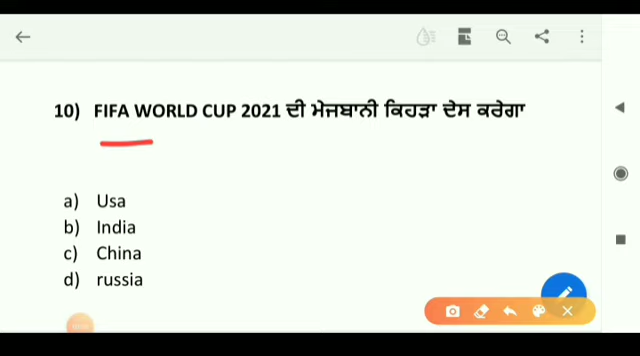 10) FIFA WORLD CUP 2021 ਦੀ ਮੇਜਬਾਨੀ ਕਿਹੜਾ ਦੇਸ ਕਰੇਗਾ
a) Usa
b) India
c) China
d) russia